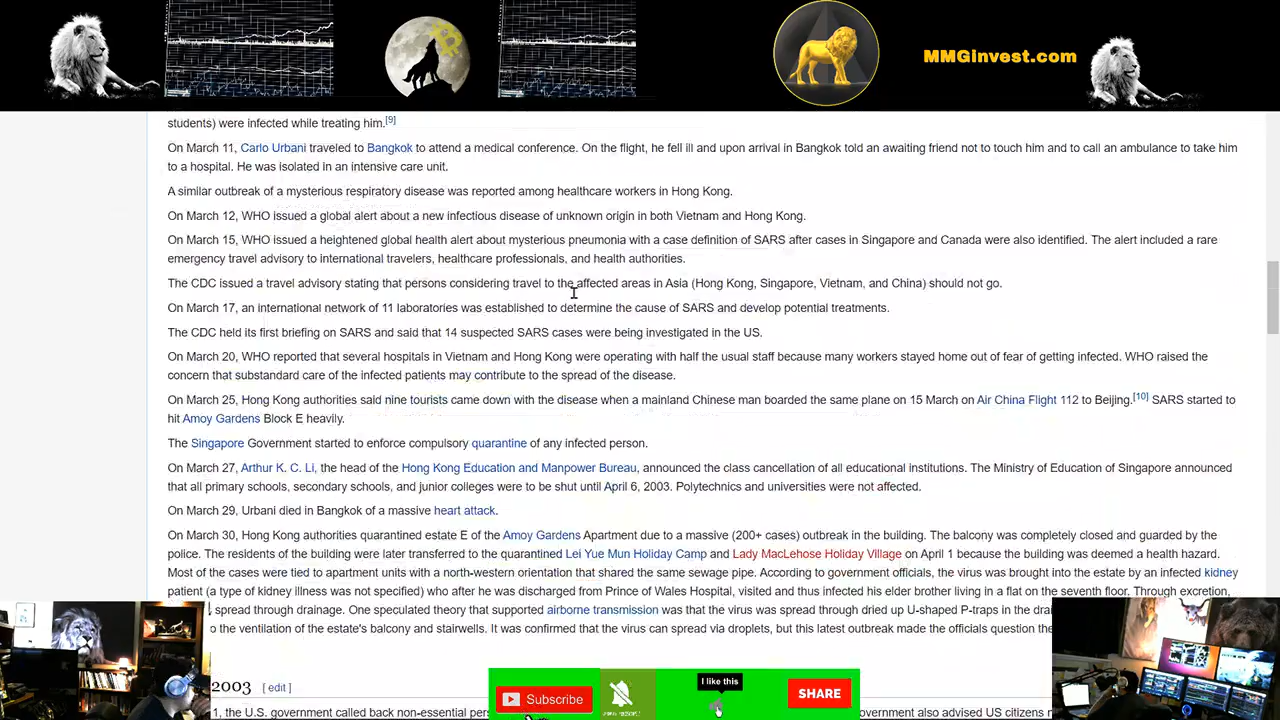 MMGinvest.com
students) were infected while treating him.[9]
On March 11, Carlo Urbani traveled to Bangkok to attend a medical conference. On the flight, he fell ill and upon arrival in Bangkok told an awaiting friend not to touch him and to call an ambulance to take him
to a hospital. He was isolated in an intensive care unit.
A similar outbreak of a mysterious respiratory disease was reported among healthcare workers in Hong Kong.
On March 12, WHO issued a global alert about a new infectious disease of unknown origin in both Vietnam and Hong Kong.
On March 15, WHO issued a heightened global health alert about mysterious pneumonia with a case definition of SARS after cases in Singapore and Canada were also identified. The alert included a rare
emergency travel advisory to international travelers, healthcare professionals, and health authorities.
The CDC issued a travel advisory stating that persons considering travel to the affected areas in Asia (Hong Kong, Singapore, Vietnam, and China) should not go.
On March 17, an international network of 11 laboratories was established to determine the cause of SARS and develop potential treatments.
The CDC held its first briefing on SARS and said that 14 suspected SARS cases were being investigated in the US.
On March 20, WHO reported that several hospitals in Vietnam and Hong Kong were operating with half the usual staff because many workers stayed home out of fear of getting infected. WHO raised the
concern that substandard care of the infected patients may contribute to the spread of the disease.
On March 25, Hong Kong authorities said nine tourists came down with the disease when a mainland Chinese man boarded the same plane on 15 March on Air China Flight 112 to Beijing.[10] SARS started to
hit Amoy Gardens Block E heavily.
The Singapore Government started to enforce compulsory quarantine of any infected person.
On March 27, Arthur K. C. Li, the head of the Hong Kong Education and Manpower Bureau, announced the class cancellation of all educational institutions. The Ministry of Education of Singapore announced
that all primary schools, secondary schools, and junior colleges were to be shut until April 6, 2003. Polytechnics and universities were not affected.
On March 29, Urbani died in Bangkok of a massive heart attack.
On March 30, Hong Kong authorities quarantined estate E of the Amoy Gardens Apartment due to a massive (200+ cases) outbreak in the building. The balcony was completely closed and guarded by the
police. The residents of the building were later transferred to the quarantined Lei Yue Mun Holiday Camp and Lady MacLehose Holiday Village on April 1 because the building was deemed a health hazard.
Most of the cases were tied to apartment units with a north-western orientation that shared the same sewage pipe. According to government officials, the virus was brought into the estate by an infected kidney
patient (a type of kidney illness was not specified) who after he was discharged from Prince of Wales Hospital, visited and thus infected his elder brother living in a flat on the seventh floor. Through excretion,
spread through drainage. One speculated theory that supported airborne transmission was that the virus was spread through dried up U-shaped P-traps in the
to the ventilation of the estate's balcony and stairwells. It was confirmed that the virus can spread via droplets, but this latest outbreak made the officials question
2003 [ edit ]
1, the U.S. government called back non-essential
also advised US citizens
Subscribe
I like this
SHARE